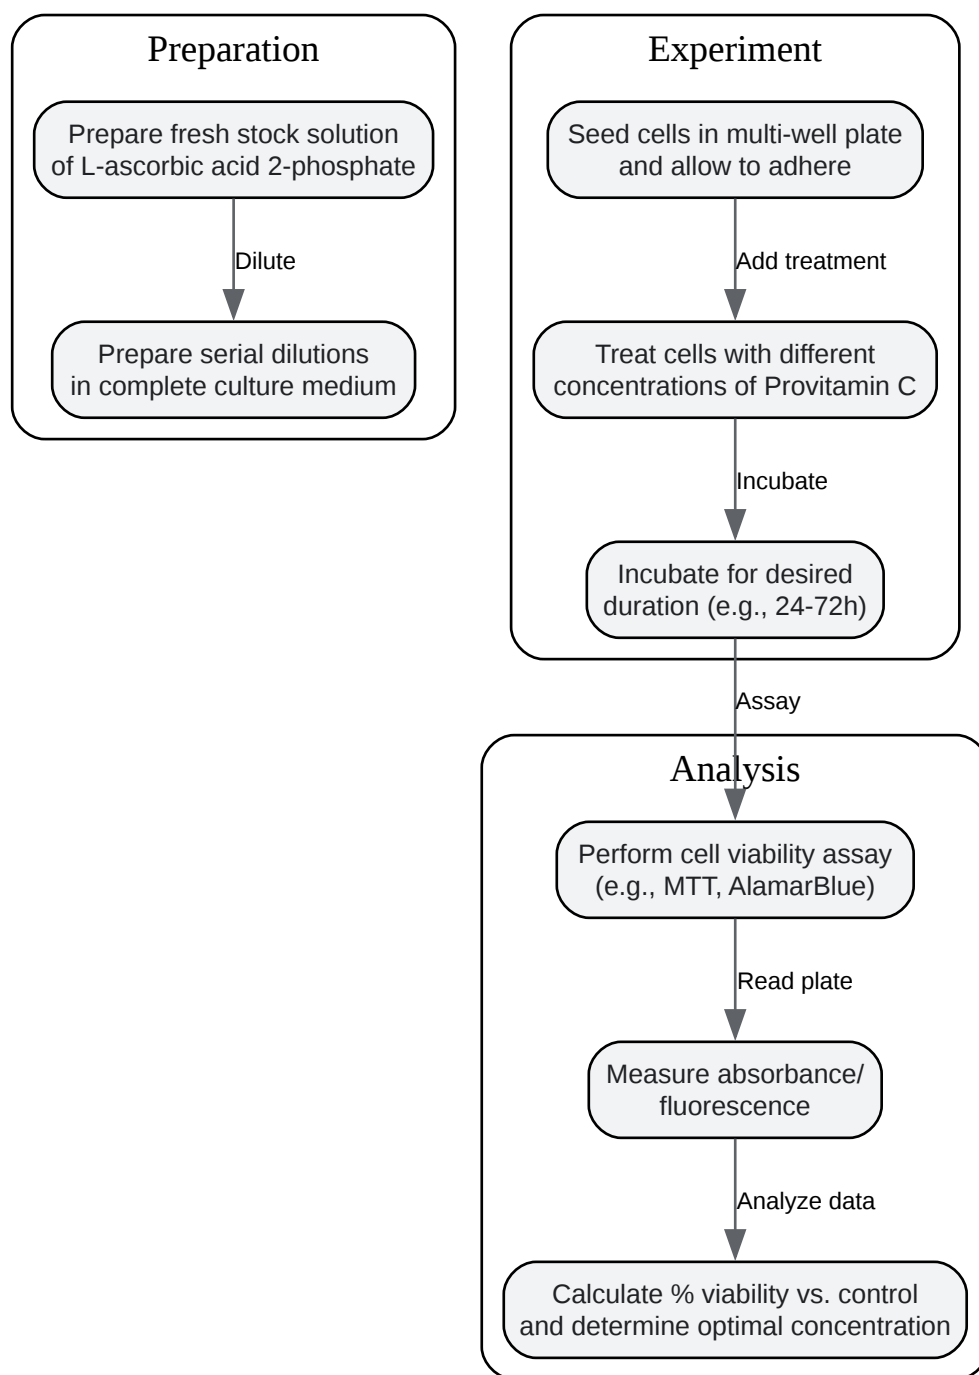 Preparation
Prepare fresh stock solution
of L-ascorbic acid 2-phosphate
Dilute
Prepare serial dilutions
in complete culture medium
Experiment
Seed cells in multi-well plate
and allow to adhere
Add treatment
Treat cells with different
concentrations of Provitamin C
Incubate
Incubate for desired
duration (e.g., 24-72h)
Assay
Analysis
Perform cell viability assay
(e.g., MTT, AlamarBlue)
Read plate
Measure absorbance/
fluorescence
Analyze data
Calculate % viability vs. control
and determine optimal concentration